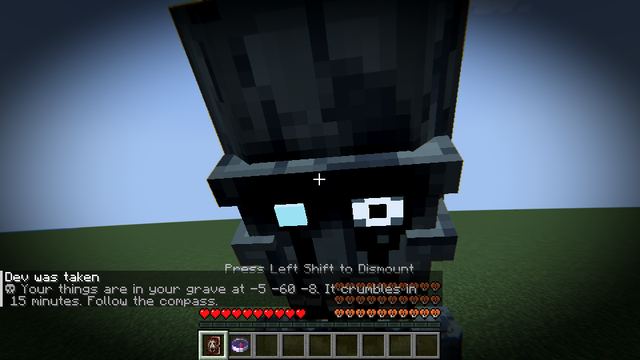 Press Left Shift to Dismount
Dev was taken
☠ Your things are in your grave at -5 -60 -8. It crumbles in
15 minutes. Follow the compass.